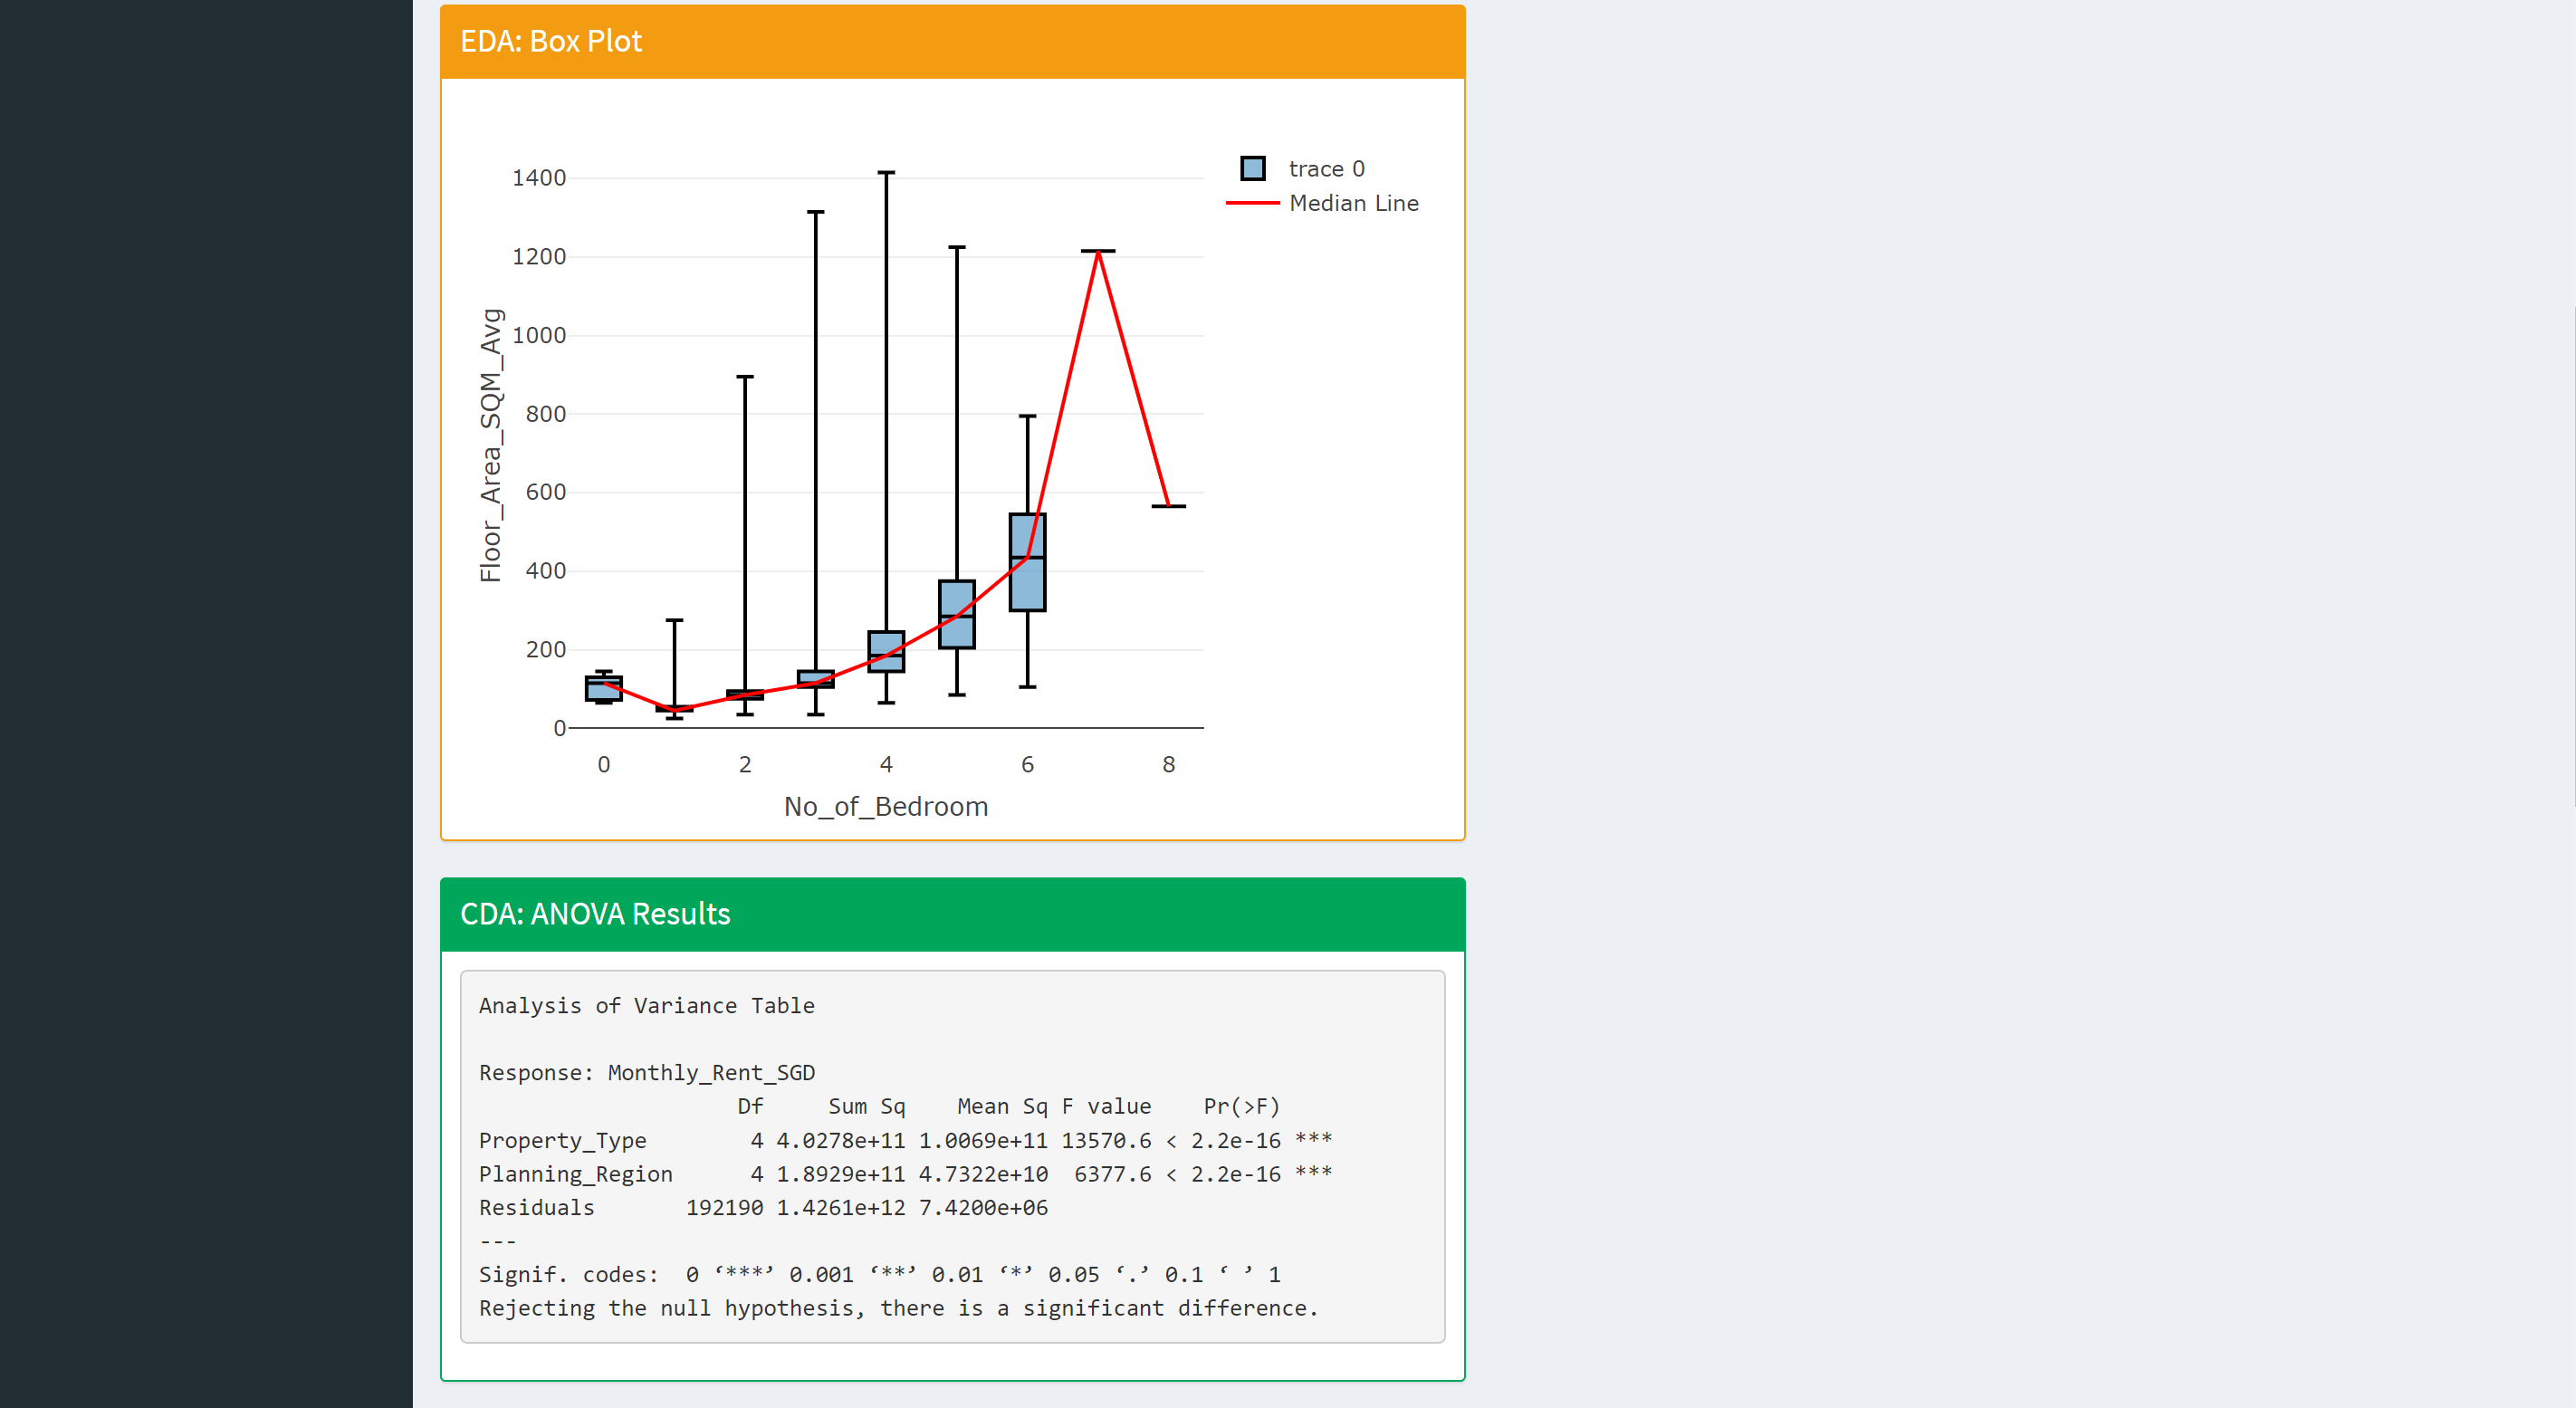 EDA: Box Plot
trace 0
Median Line
1400
1200
1000
800
600
400
200
0
Floor_Area_SQM_Avg
0 2 4 6 8
No_of_Bedroom
CDA: ANOVA Results
Analysis of Variance Table
Response: Monthly_Rent_SGD
Df Sum Sq Mean Sq F value Pr(>F)
Property_Type 4 4.0278e+11 1.0069e+11 13570.6 < 2.2e-16 ***
Planning_Region 4 1.8929e+11 4.7322e+10 6377.6 < 2.2e-16 ***
Residuals 192190 1.4261e+12 7.4200e+06
---
Signif. codes: 0 ‘***’ 0.001 ‘**’ 0.01 ‘*’ 0.05 ‘.’ 0.1 ‘ ’ 1
Rejecting the null hypothesis, there is a significant difference.